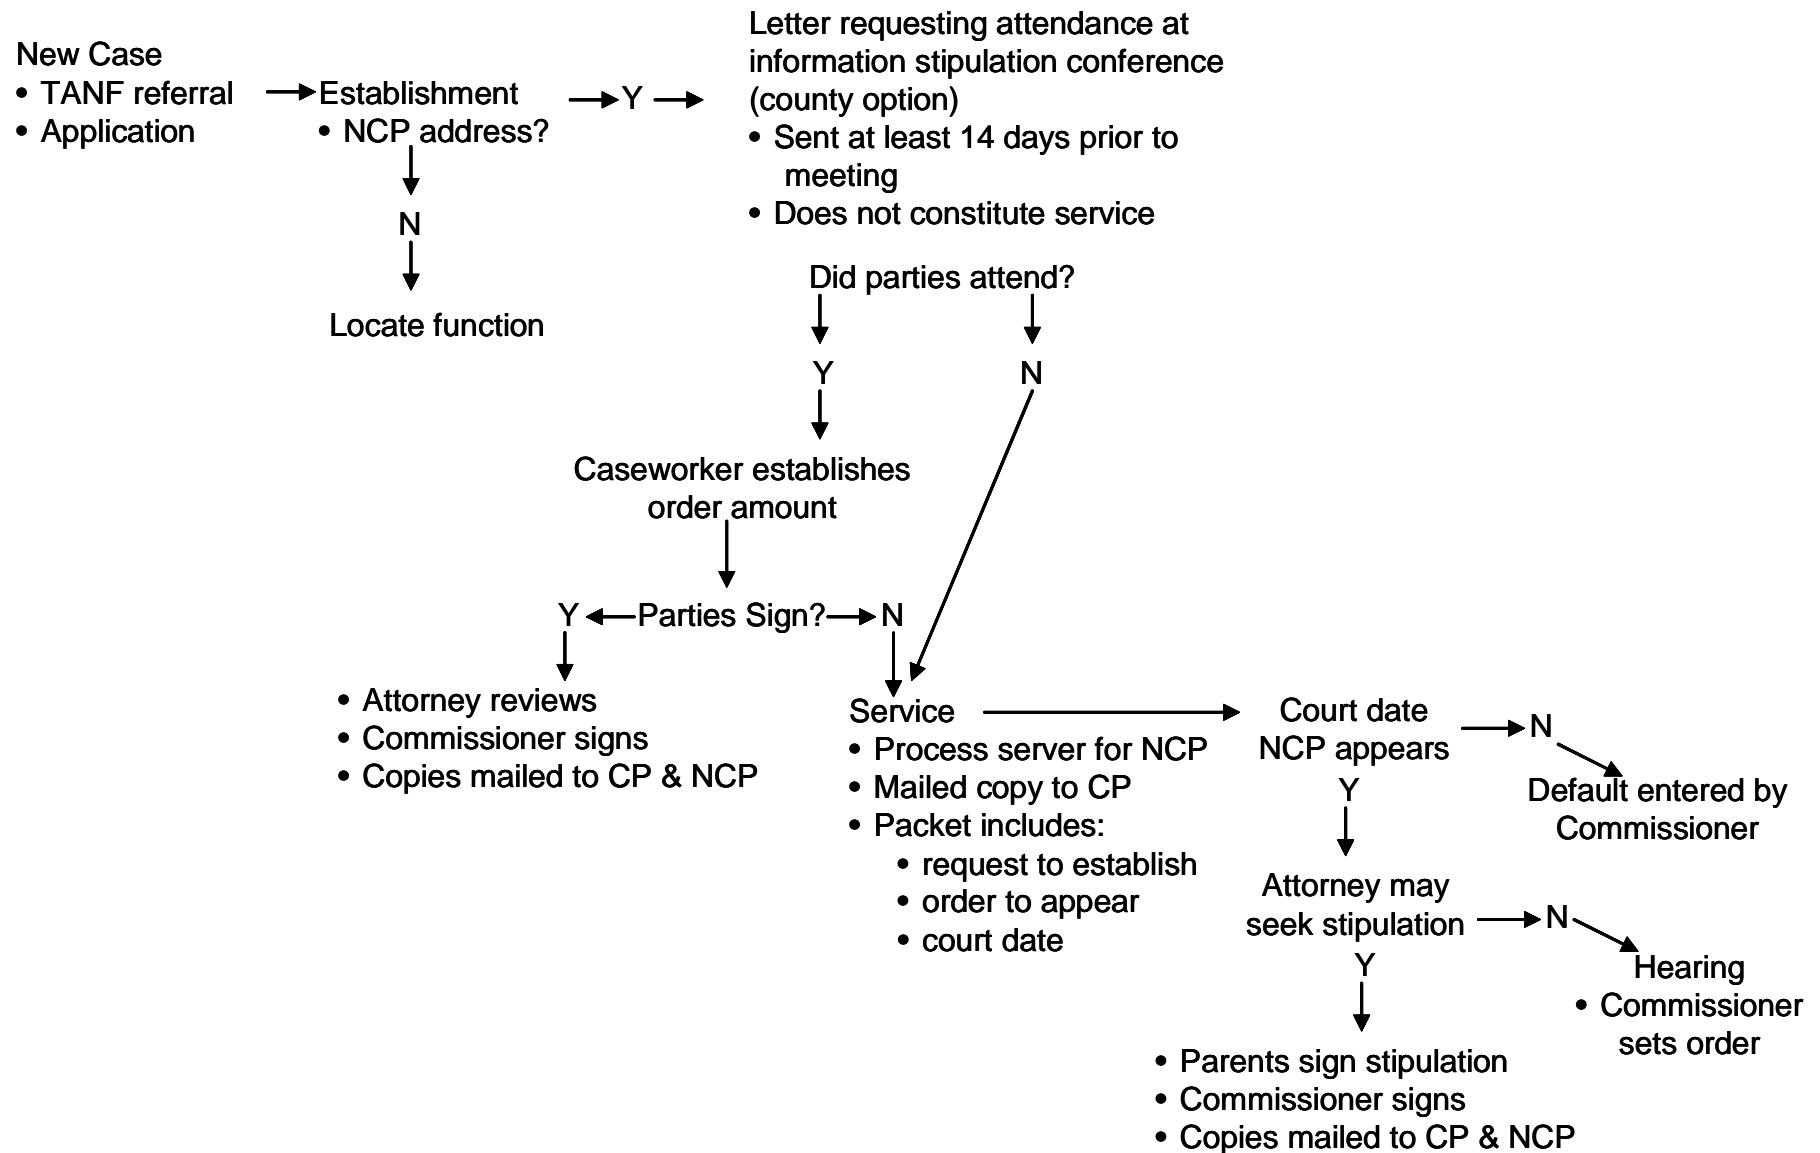 New Case
• TANF referral
• Application
Establishment
• NCP address?
Y
N
Locate function
Letter requesting attendance at
information stipulation conference
(county option)
• Sent at least 14 days prior to
meeting
• Does not constitute service
Did parties attend?
Y
N
Caseworker establishes
order amount
Y
Parties Sign?
N
• Attorney reviews
• Commissioner signs
• Copies mailed to CP & NCP
Service
• Process server for NCP
• Mailed copy to CP
• Packet includes:
• request to establish
• order to appear
• court date
Court date
NCP appears
N
Default entered by
Commissioner
Y
Attorney may
seek stipulation
N
Hearing
• Commissioner
sets order
Y
• Parents sign stipulation
• Commissioner signs
• Copies mailed to CP & NCP